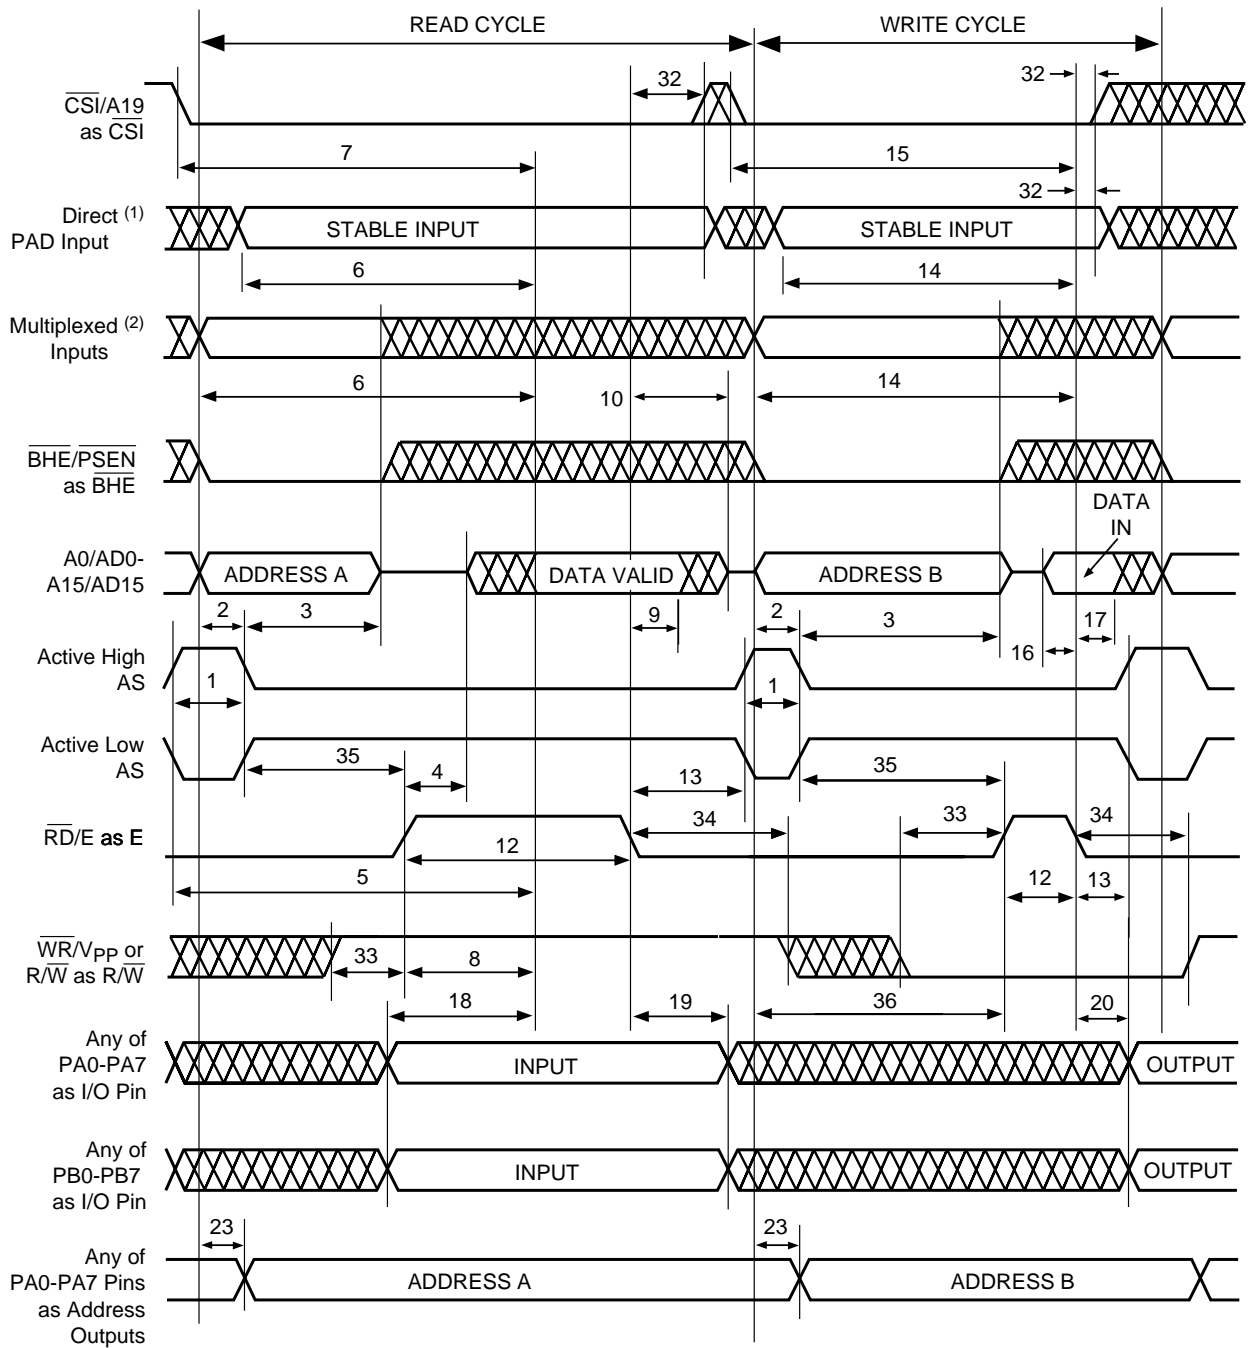 READ CYCLE
WRITE CYCLE
32
32
CSI/A19
as CSI
7
15
32
Direct (1)
PAD Input
STABLE INPUT
STABLE INPUT
6
14
Multiplexed (2)
Inputs
6
10
14
BHE/PSEN
as BHE
DATA
IN
A0/AD0-
A15/AD15
ADDRESS A
DATA VALID
ADDRESS B
2
3
9
2
3
17
16
Active High
AS
1
1
Active Low
AS
35
4
13
35
RD/E as E
34
33
34
12
5
12
13
WR/VPP or
R/W as R/W
33
8
18
19
36
20
Any of
PA0-PA7
as I/O Pin
INPUT
OUTPUT
Any of
PB0-PB7
as I/O Pin
INPUT
OUTPUT
23
23
Any of
PA0-PA7 Pins
as Address
Outputs
ADDRESS A
ADDRESS B